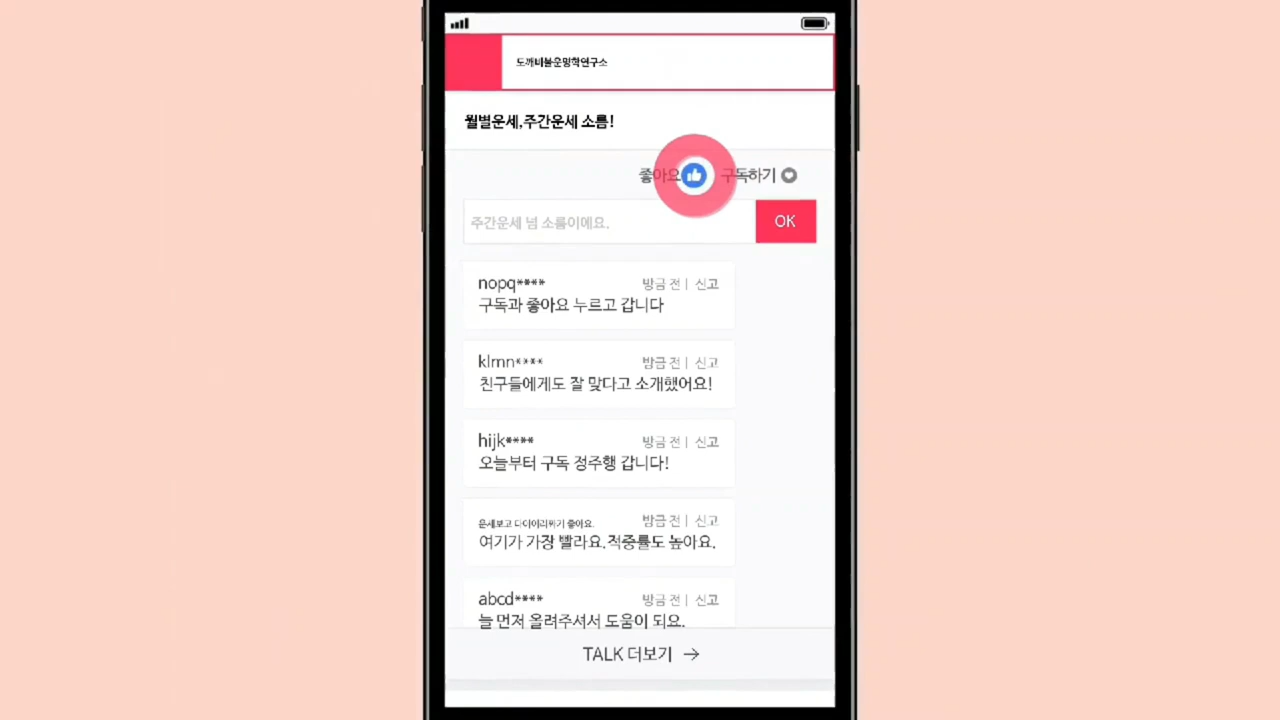 도깨비불운명학연구소
월별운세,주간운세 소름!
좋아요 구독하기
주간운세 넘 소름이예요.
OK
nopq**** 방금 전 | 신고
구독과 좋아요 누르고 갑니다
klmn**** 방금 전 | 신고
친구들에게도 잘 맞다고 소개했어요!
hijk**** 방금 전 | 신고
오늘부터 구독 정주행 갑니다!
운세보고 다이어리짜기 좋아요. 방금 전 | 신고
여기가 가장 빨라요.적중률도 높아요.
abcd**** 방금 전 | 신고
늘 먼저 올려주셔서 도움이 되요.
TALK 더보기 →